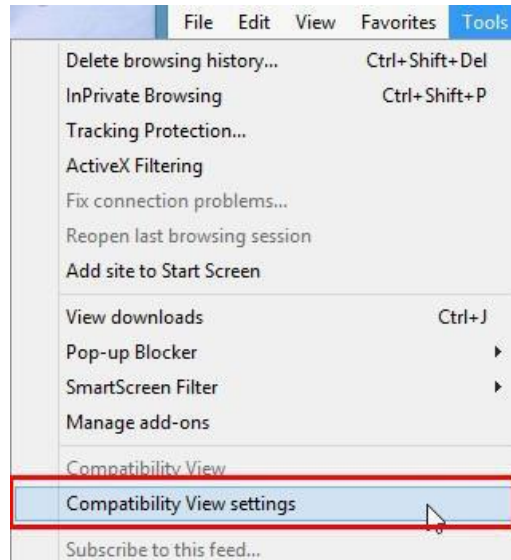 File Edit View Favorites Tools
Delete browsing history... Ctrl+Shift+Del
InPrivate Browsing Ctrl+Shift+P
Tracking Protection...
ActiveX Filtering
Fix connection problems...
Reopen last browsing session
Add site to Start Screen
View downloads Ctrl+J
Pop-up Blocker
SmartScreen Filter
Manage add-ons
Compatibility View
Compatibility View settings
Subscribe to this feed...